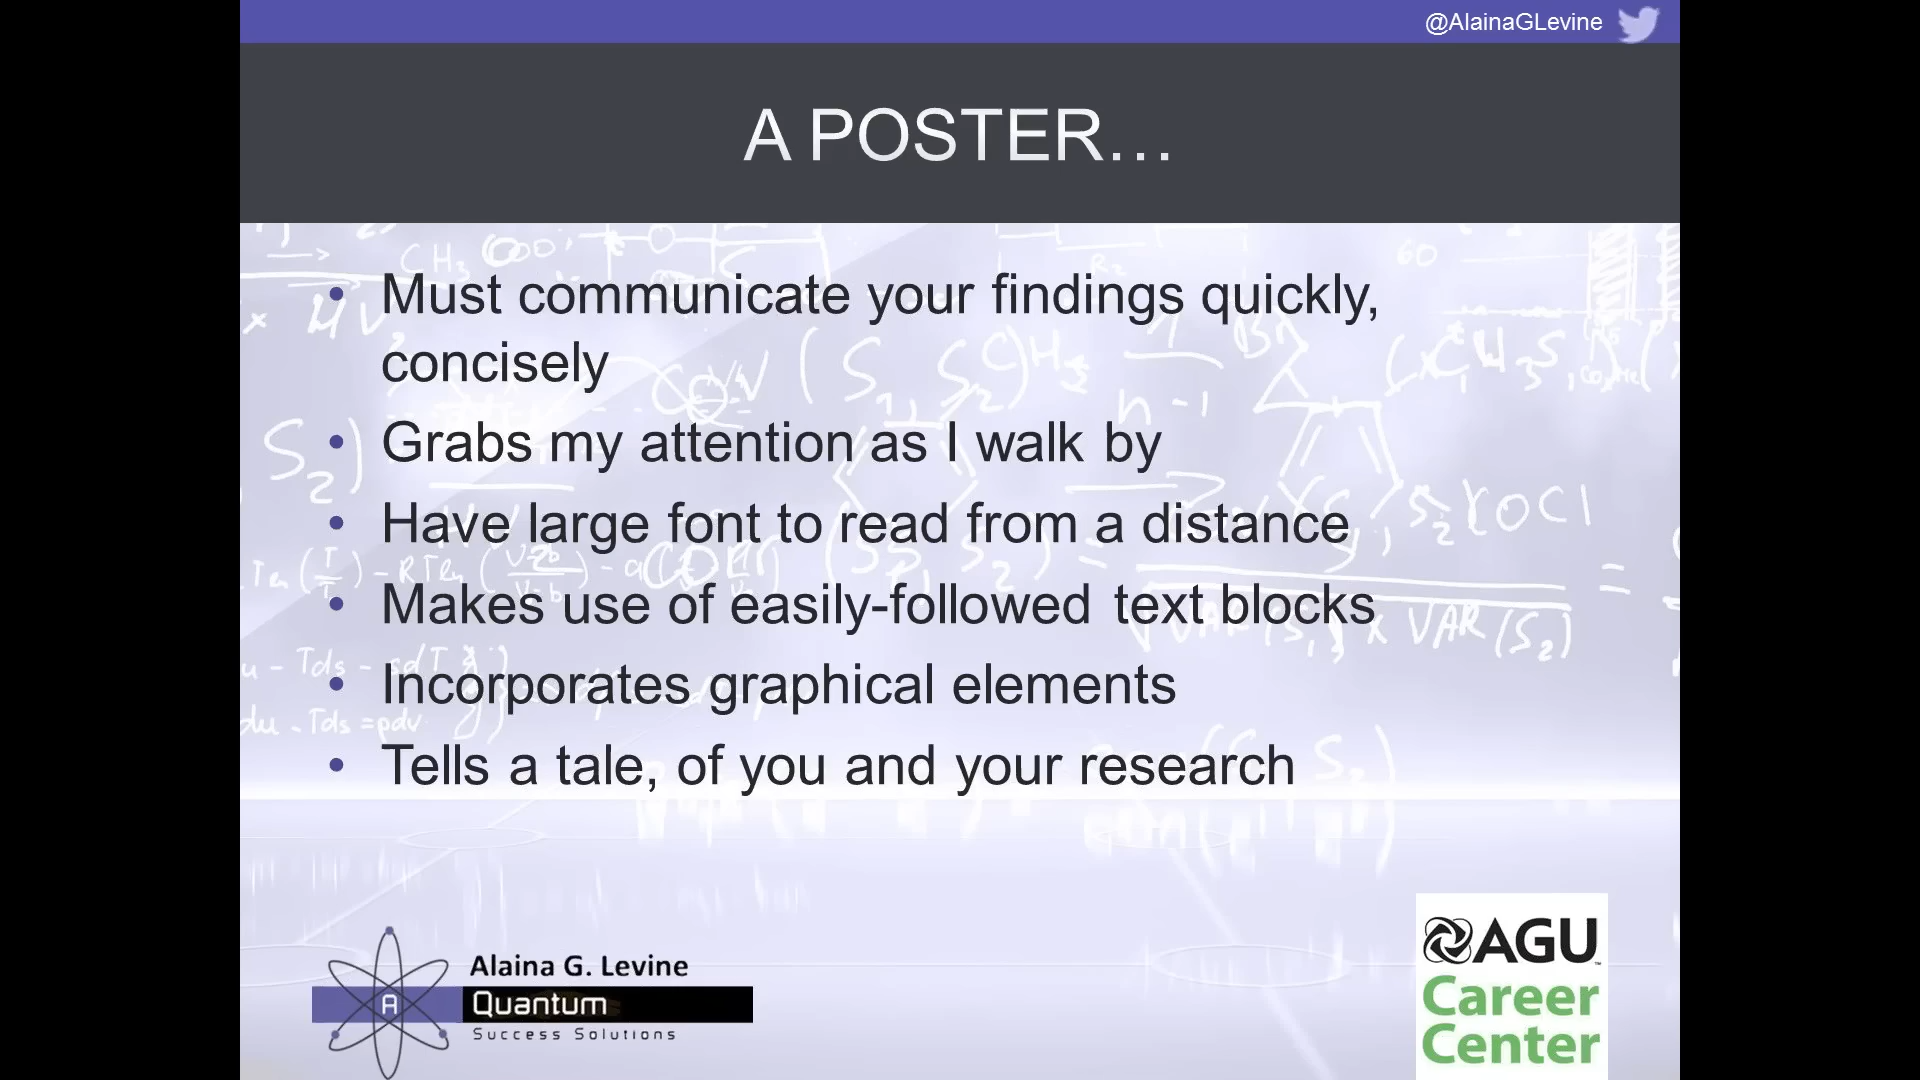 @AlainaGLevine
A POSTER…
• Must communicate your findings quickly,
concisely
• Grabs my attention as I walk by
• Have large font to read from a distance
• Makes use of easily-followed text blocks
• Incorporates graphical elements
• Tells a tale, of you and your research
A
Alaina G. Levine
Quantum
Success Solutions
AGU
Career
Center